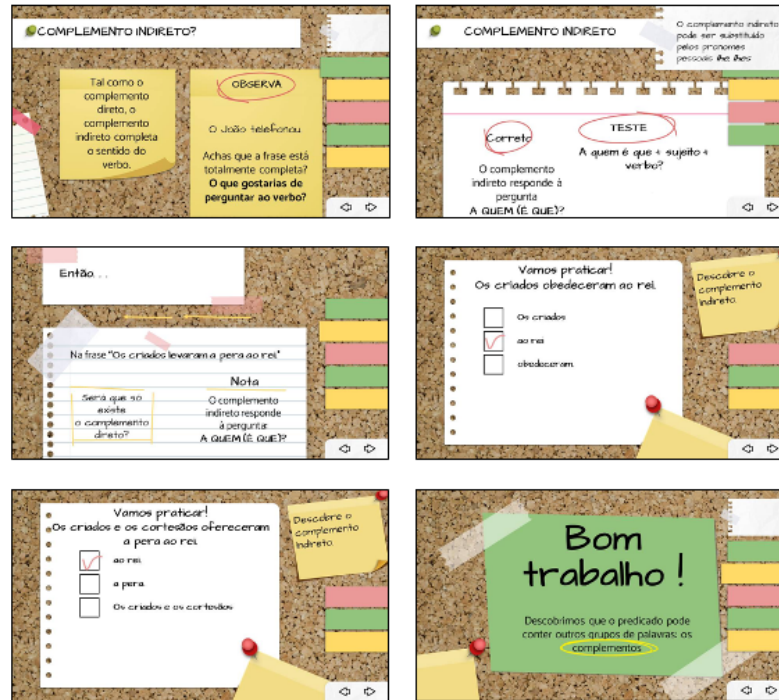 COMPLEMENTO INDIRETO?
Tal como o
complemento
direto, o
complemento
indireto completa
o sentido do
verbo.
OBSERVA
O João telefonou
Achas que a frase está
totalmente completa?
O que gostarias de
perguntar ao verbo?
COMPLEMENTO INDIRETO
O complemento indireto
pode ser substituído
pelos pronomes
pessoais lhe lhes
Correto
O complemento
indireto responde à
pergunta
A QUEM (É QUE)?
TESTE
A quem é que + sujeito +
verbo?
Então. . .
Na frase "Os criados levaram a pera ao rei."
Será que só
existe
o complemento
direto?
Nota
O complemento
indireto responde
à pergunta:
A QUEM (É QUE)?
Vamos praticar!
Os criados obedeceram ao rei.
Os criados
ao rei
obedeceram.
Descobre o
complemento
indireto.
Vamos praticar!
Os criados e os cortesãos ofereceram
a pera ao rei.
ao rei
a pera.
Os criados e os cortesãos
Descobre o
complemento
indireto.
Bom
trabalho !
Descobrimos que o predicado pode
conter outros grupos de palavras: os
complementos